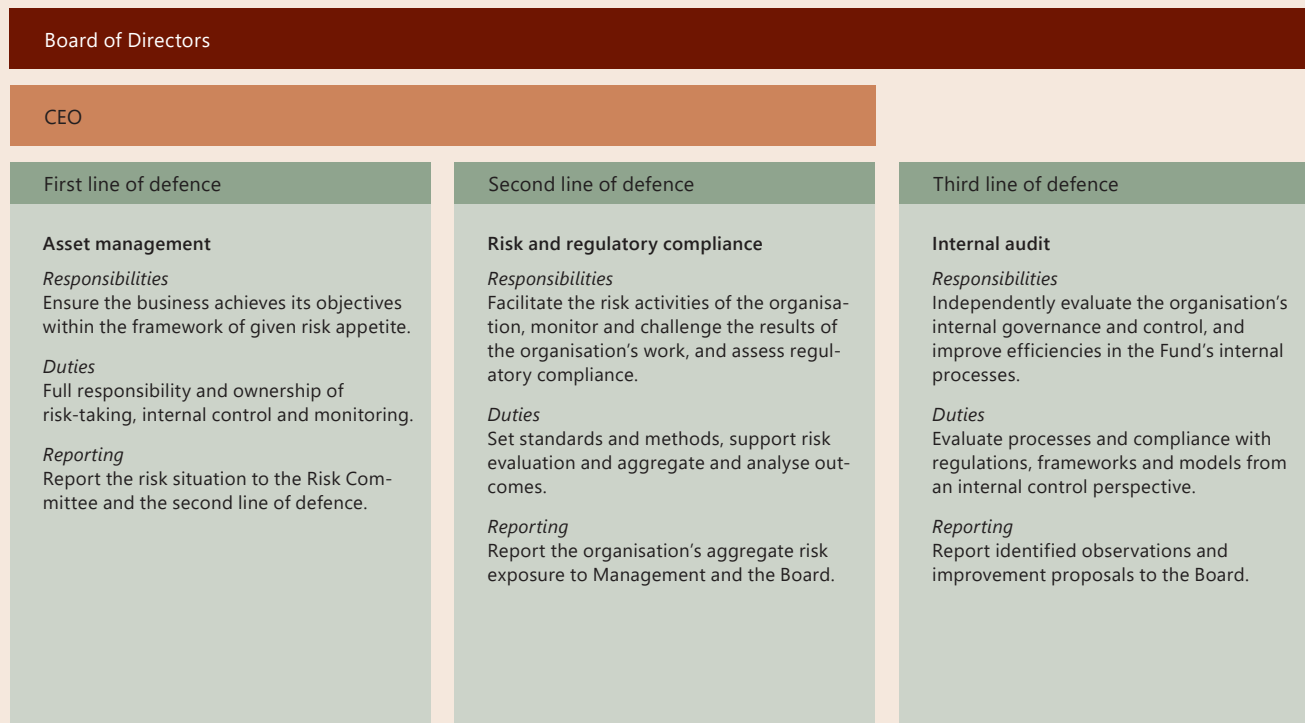 Board of Directors
CEO
First line of defence
Asset management
Responsibilities
Ensure the business achieves its objectives
within the framework of given risk appetite.
Duties
Full responsibility and ownership of
risk-taking, internal control and monitoring.
Reporting
Report the risk situation to the Risk Com-
mittee and the second line of defence.
Second line of defence
Risk and regulatory compliance
Responsibilities
Facilitate the risk activities of the organisa-
tion, monitor and challenge the results of
the organisation’s work, and assess regul-
atory compliance.
Duties
Set standards and methods, support risk
evaluation and aggregate and analyse out-
comes.
Reporting
Report the organisation’s aggregate risk
exposure to Management and the Board.
Third line of defence
Internal audit
Responsibilities
Independently evaluate the organisation’s
internal governance and control, and
improve efficiencies in the Fund’s internal
processes.
Duties
Evaluate processes and compliance with
regulations, frameworks and models from
an internal control perspective.
Reporting
Report identified observations and
improvement proposals to the Board.